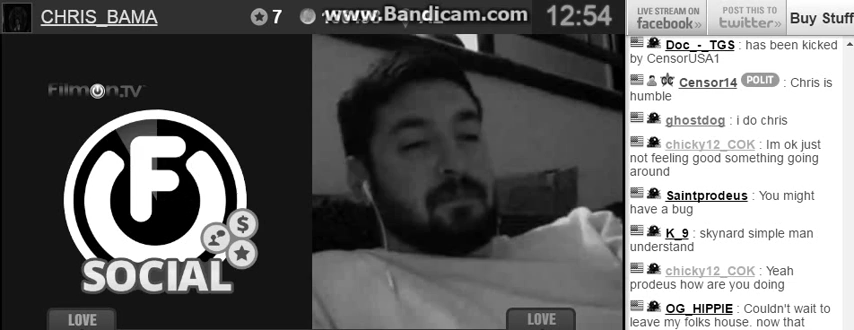 CHRIS_BAMA
7
www.Bandicam.com
12:54
LIVE STREAM ON
facebook»
POST THIS TO
twitter»
Buy Stuff
FilmOn.TV
F
SOCIAL
$
LOVE
LOVE
Doc_-_TGS : has been kicked
by CensorUSA1
Censor14 POLIT : Chris is
humble
ghostdog : i do chris
chicky12_COK : Im ok just
not feeling good something going
around
Saintprodeus : You might
have a bug
K_9 : skynard simple man
understand
chicky12_COK : Yeah
prodeus how are you doing
OG_HIPPIE : Couldn't wait to
leave my folks house. now that